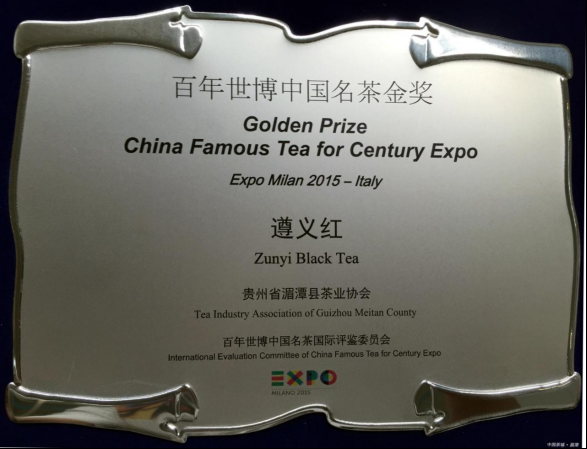 百年世博中国名茶金奖
Golden Prize
China Famous Tea for Century Expo
Expo Milan 2015 – Italy
遵义红
Zunyi Black Tea
贵州省湄潭县茶业协会
Tea Industry Association of Guizhou Meitan County
百年世博中国名茶国际评鉴委员会
International Evaluation Committee of China Famous Tea for Century Expo
EXPO
MILANO 2015